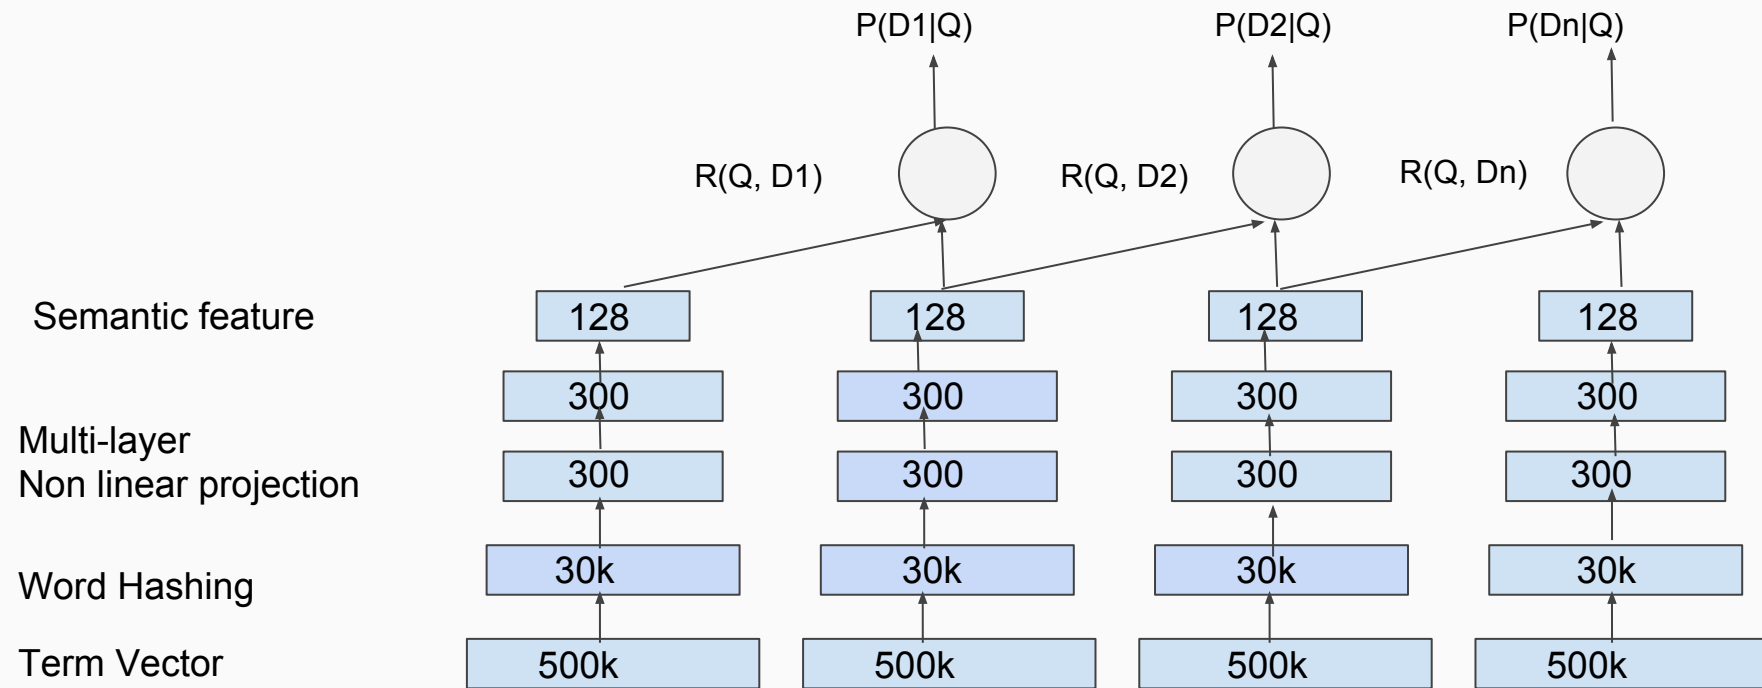 P(D1|Q) P(D2|Q) P(Dn|Q)
R(Q, D1) R(Q, D2) R(Q, Dn)
Semantic feature 128 128 128 128
300 300 300 300
Multi-layer
Non linear projection 300 300 300 300
Word Hashing 30k 30k 30k 30k
Term Vector 500k 500k 500k 500k